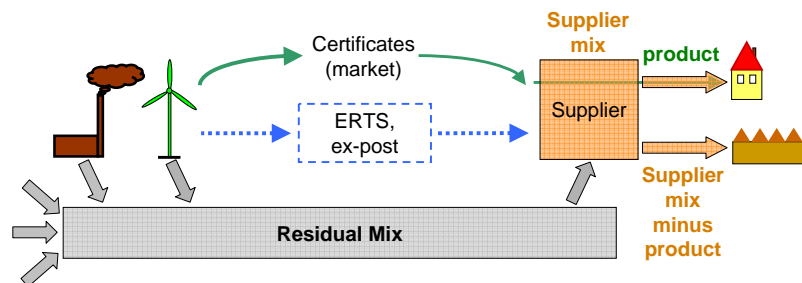 Supplier
mix
Certificates
(market)
product
Supplier
ERTS,
ex-post
Supplier
mix
minus
product
Residual Mix